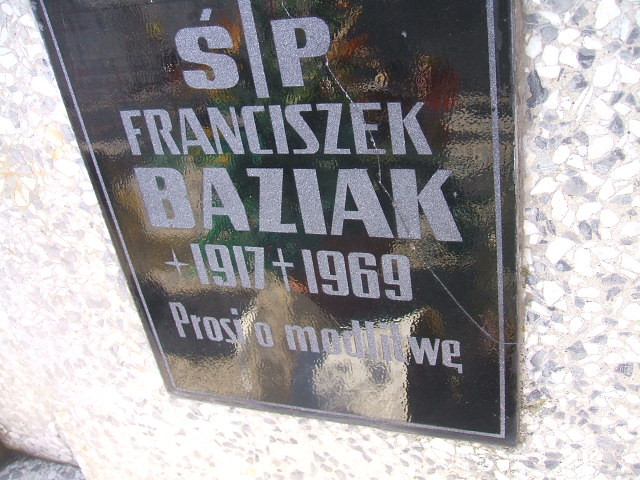 Ś P
FRANCISZEK
BAZIAK
1917 † 1969
Prosi o modlitwę